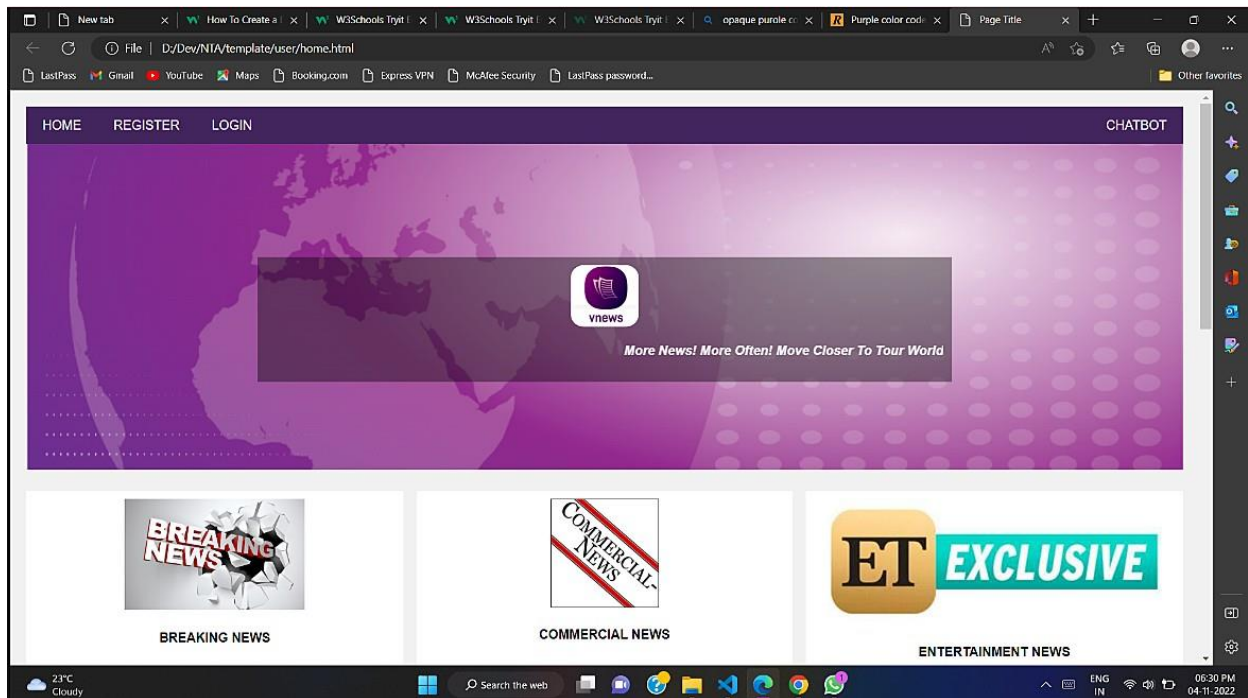 New tab
How To Create a
W3Schools Tryit E
W3Schools Tryit E
W3Schools Tryit E
opaque purole co
Purple color code
Page Title
File | D:/Dev/NTA/template/user/home.html
LastPass Gmail YouTube Maps Booking.com Express VPN McAfee Security LastPass password... Other favorites
HOME REGISTER LOGIN CHATBOT
vnews
More News! More Often! Move Closer To Tour World
BREAKING
NEWS
COMMERCIAL-
NEWS
ET EXCLUSIVE
BREAKING NEWS
COMMERCIAL NEWS
ENTERTAINMENT NEWS
23°C
Cloudy
Search the web
ENG
IN
06:30 PM
04-11-2022